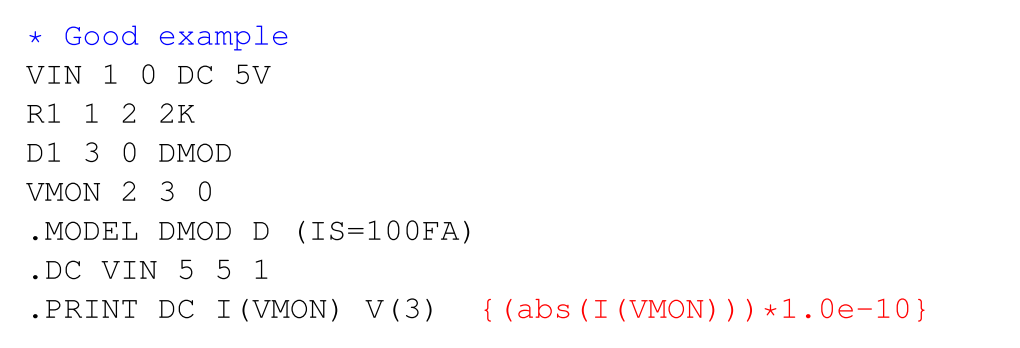 * Good example
VIN 1 0 DC 5V
R1 1 2 2K
D1 3 0 DMOD
VMON 2 3 0
.MODEL DMOD D (IS=100FA)
.DC VIN 5 5 1
.PRINT DC I(VMON) V(3)  {(abs(I(VMON)))*1.0e-10}